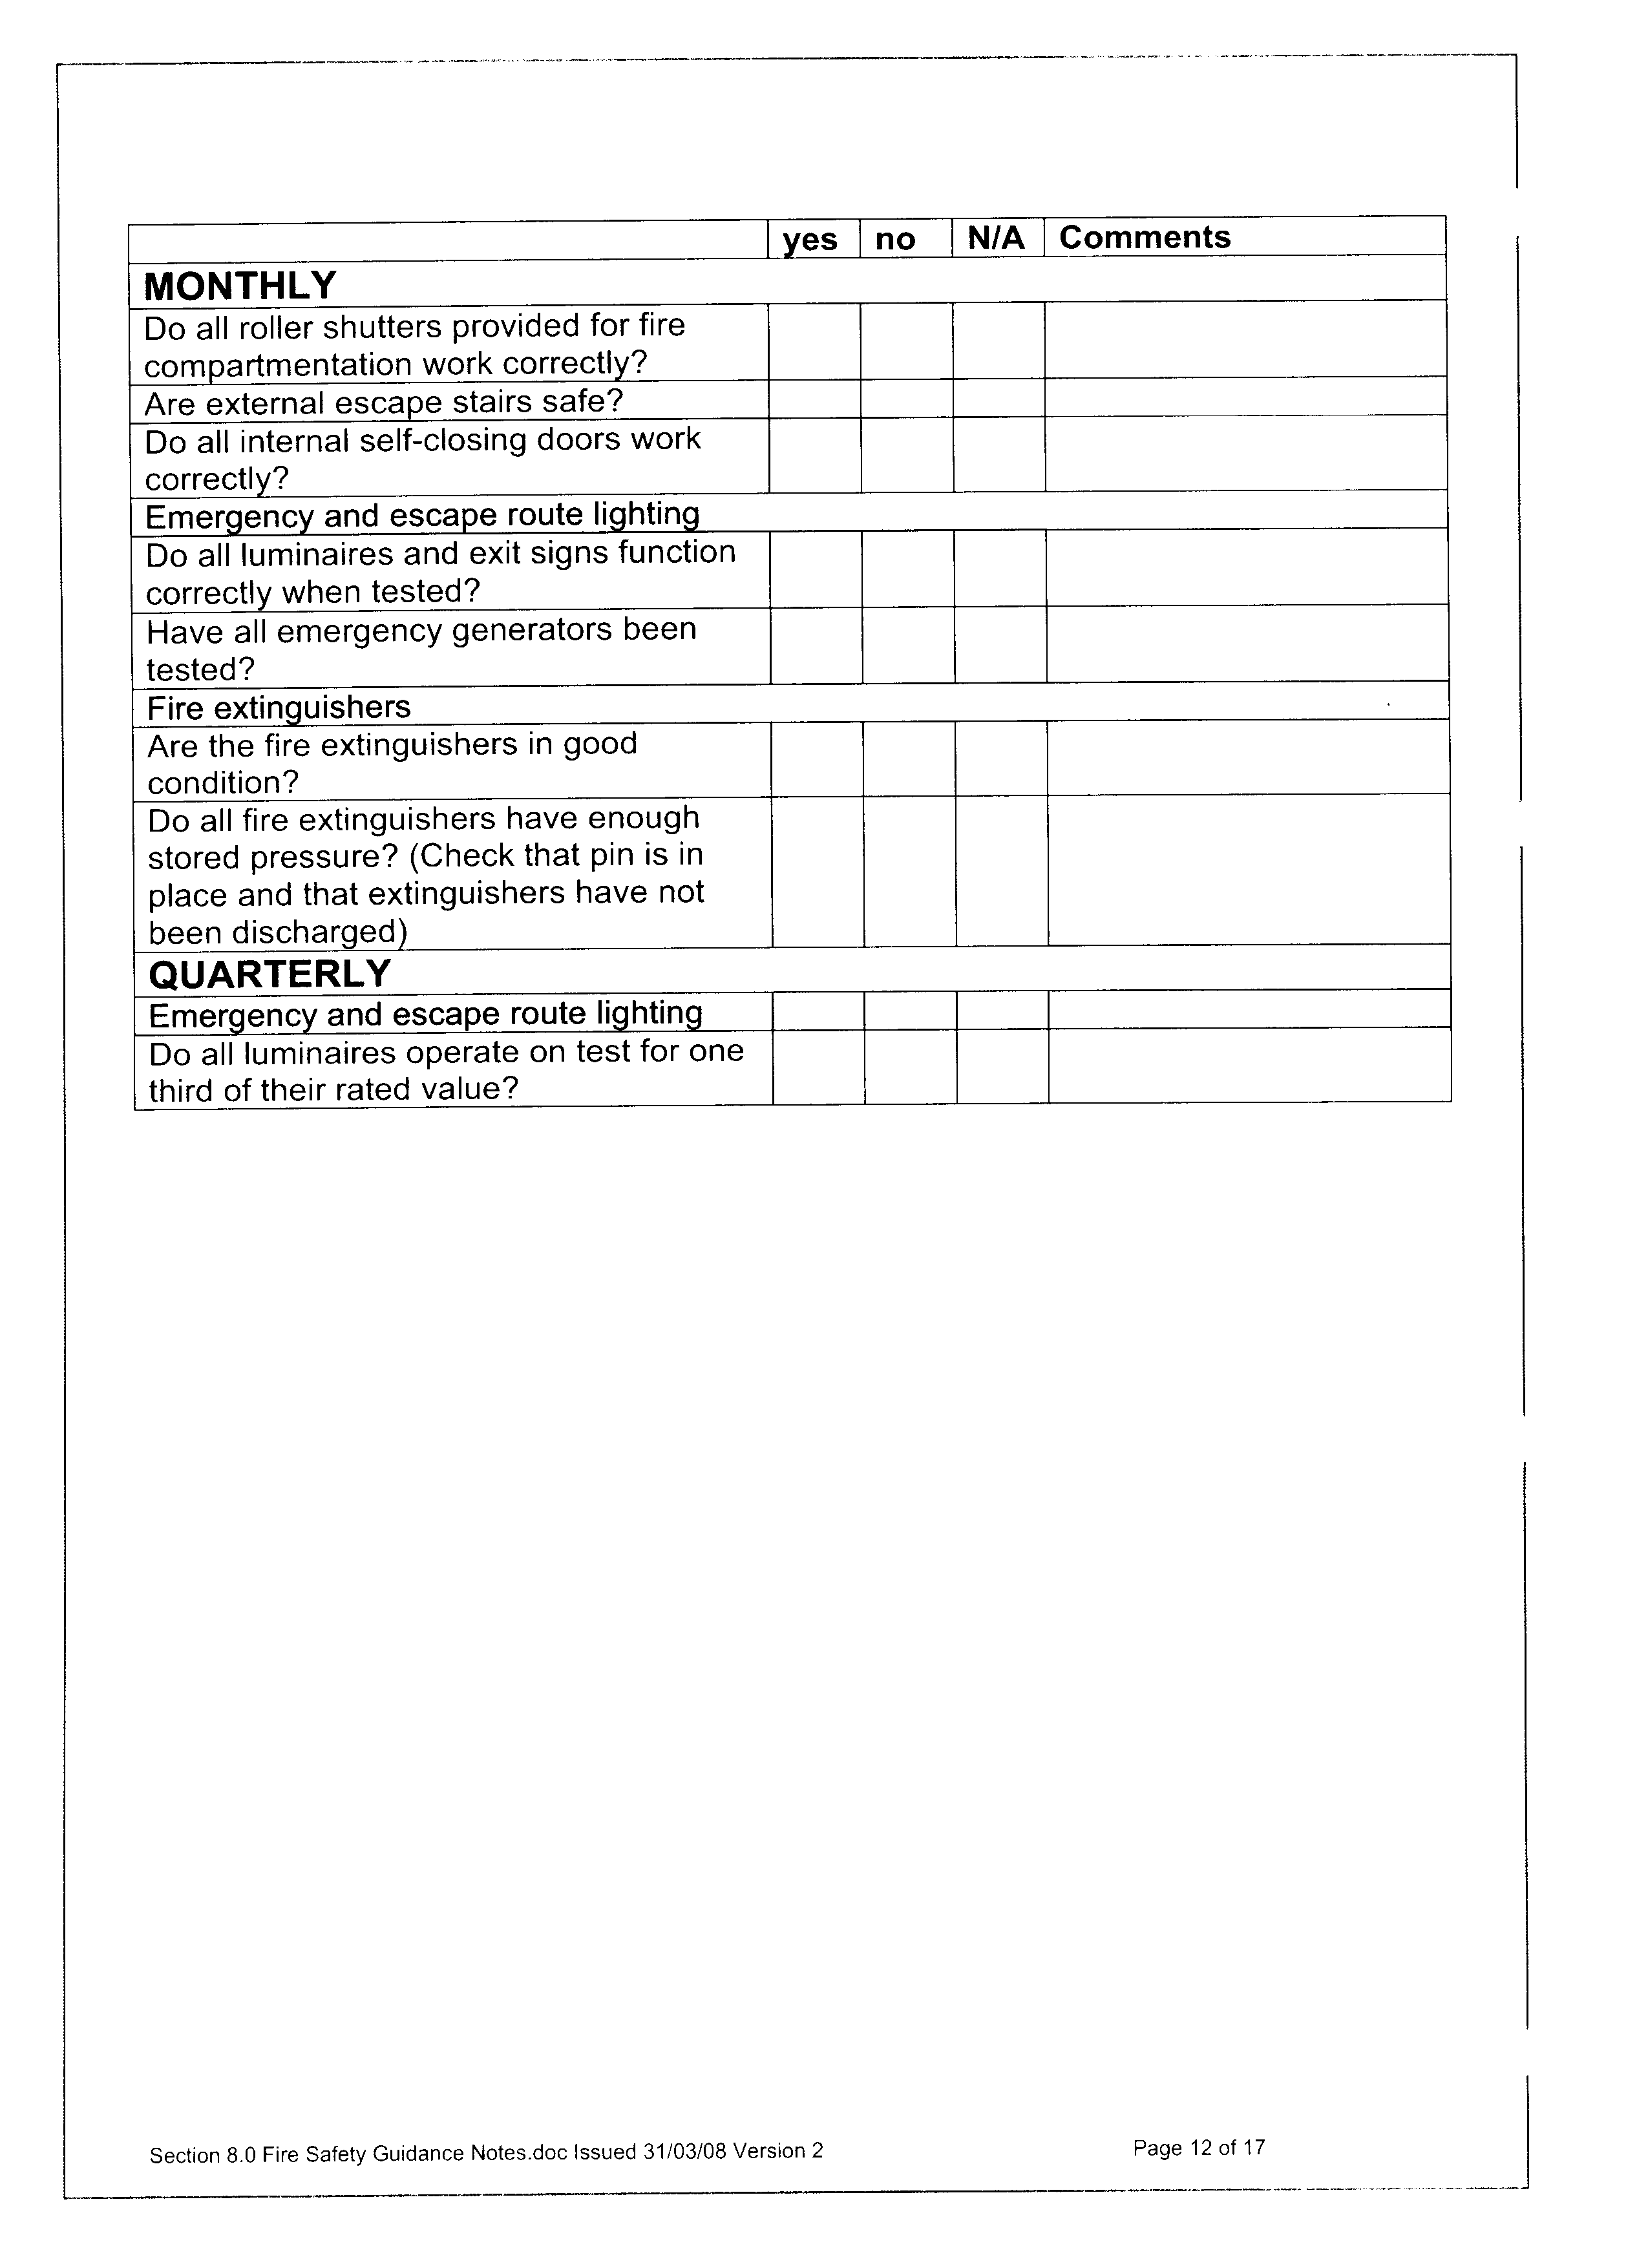 yes no N/A Comments
MONTHLY
Do all roller shutters provided for fire
compartmentation work correctly?
Are external escape stairs safe?
Do all internal self-closing doors work
correctly?
Emergency and escape route lighting
Do all luminaires and exit signs function
correctly when tested?
Have all emergency generators been
tested?
Fire extinguishers
Are the fire extinguishers in good
condition?
Do all fire extinguishers have enough
stored pressure? (Check that pin is in
place and that extinguishers have not
been discharged)
QUARTERLY
Emergency and escape route lighting
Do all luminaires operate on test for one
third of their rated value?
Section 8.0 Fire Safety Guidance Notes.doc Issued 31/03/08 Version 2 Page 12 of 17